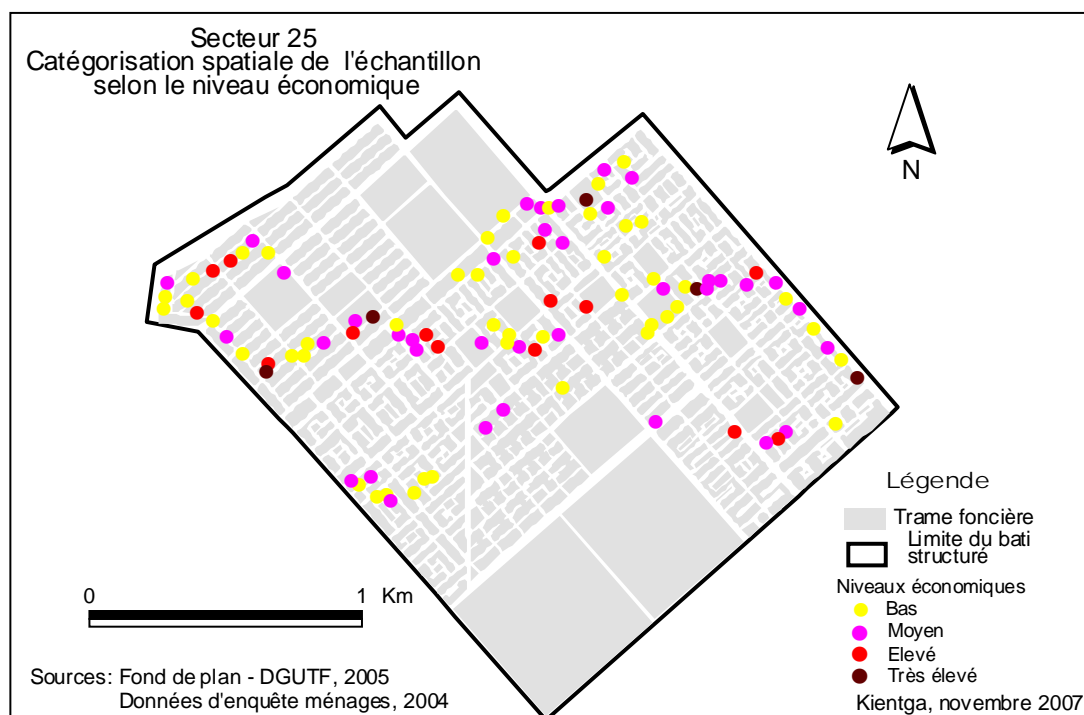 Secteur 25
Catégorisation spatiale de l'échantillon
selon le niveau économique
N
Légende
Trame foncière
Limite du bati
structuré
Niveaux économiques
Bas
Moyen
Elevé
Très élevé
0 1 Km
Sources: Fond de plan - DGUTF, 2005
Données d'enquête ménages, 2004
Kientga, novembre 2007